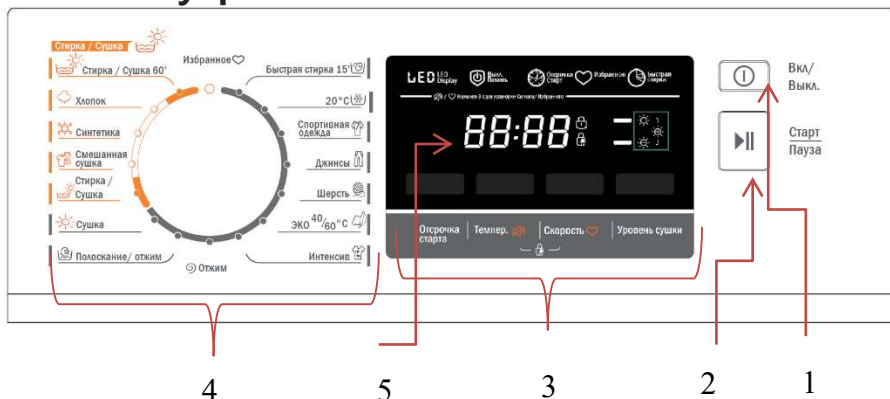 Стирка / Сушка
Избранное
Стирка / Сушка 60'
Хлопок
Синтетика
Смешанная
сушка
Стирка /
Сушка
Сушка
Полоскание/ отжим
Отжим
Быстрая стирка 15'
20°C
Спортивная
одежда
Джинсы
Шерсть
ЭКО 40/60°C
Интенсив
LED LED Display
Выкл. Память
Отсрочка Старт
Избранное
Быстрая стирка
88:88
Отсрочка
старта
Темпер.
Скорость
Уровень сушки
Вкл/
Выкл.
Старт
Пауза
4
5
3
2
1